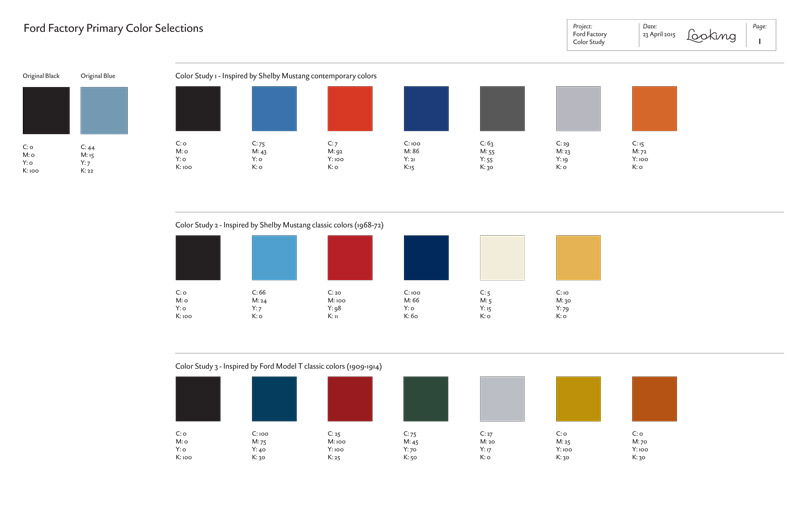 Ford Factory Primary Color Selections
Project:
Ford Factory
Color Study
Date:
23 April 2015
Looking
Page:
1
Original Black
C: 0
M: 0
Y: 0
K: 100
Original Blue
C: 44
M: 15
Y: 7
K: 22
Color Study 1 - Inspired by Shelby Mustang contemporary colors
C: 0
M: 0
Y: 0
K: 100
C: 75
M: 43
Y: 0
K: 0
C: 7
M: 92
Y: 100
K: 0
C: 100
M: 86
Y: 21
K:15
C: 63
M: 55
Y: 55
K: 30
C: 29
M: 23
Y: 19
K: 0
C: 15
M: 72
Y: 100
K: 0
Color Study 2 - Inspired by Shelby Mustang classic colors (1968-72)
C: 0
M: 0
Y: 0
K: 100
C: 66
M: 24
Y: 7
K: 0
C: 20
M: 100
Y: 98
K: 11
C: 100
M: 66
Y: 0
K: 60
C: 5
M: 5
Y: 15
K: 0
C: 10
M: 30
Y: 79
K: 0
Color Study 3 - Inspired by Ford Model T classic colors (1909-1914)
C: 0
M: 0
Y: 0
K: 100
C: 100
M: 75
Y: 40
K: 30
C: 25
M: 100
Y: 100
K: 25
C: 75
M: 45
Y: 70
K: 50
C: 27
M: 20
Y: 17
K: 0
C: 0
M: 25
Y: 100
K: 30
C: 0
M: 70
Y: 100
K: 30